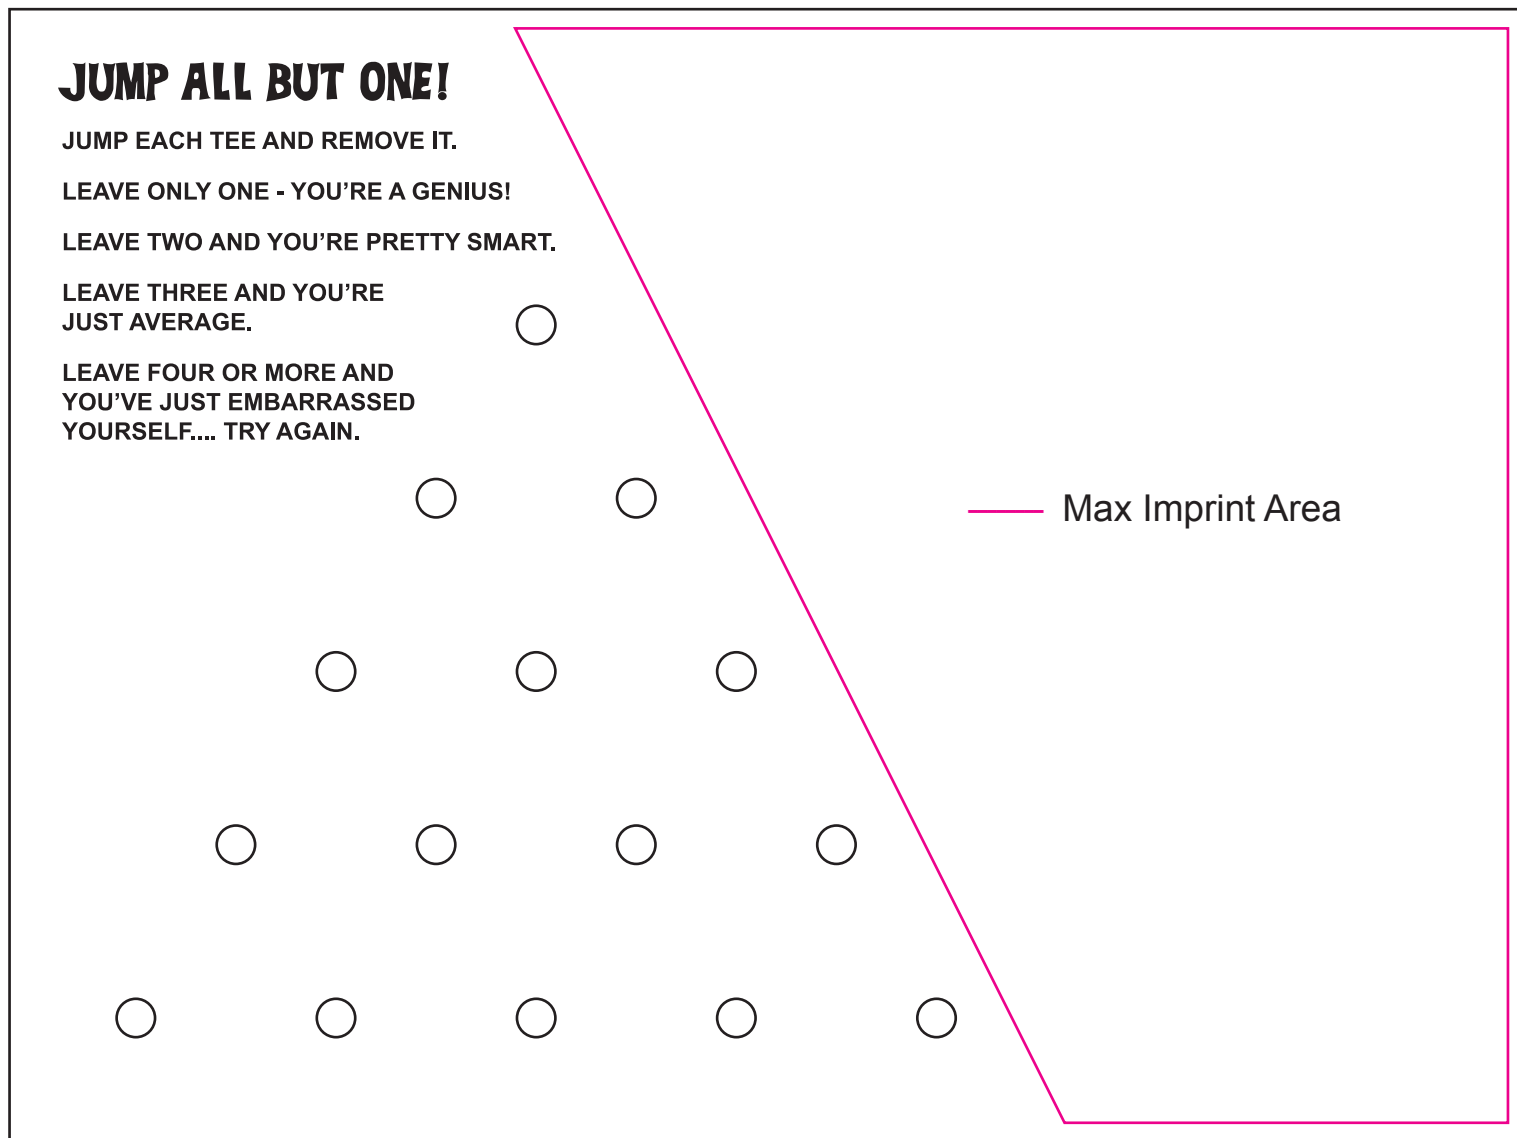 JUMP ALL BUT ONE!
JUMP EACH TEE AND REMOVE IT.
LEAVE ONLY ONE - YOU'RE A GENIUS!
LEAVE TWO AND YOU'RE PRETTY SMART.
LEAVE THREE AND YOU'RE
JUST AVERAGE.
LEAVE FOUR OR MORE AND
YOU'VE JUST EMBARRASSED
YOURSELF.... TRY AGAIN.
Max Imprint Area